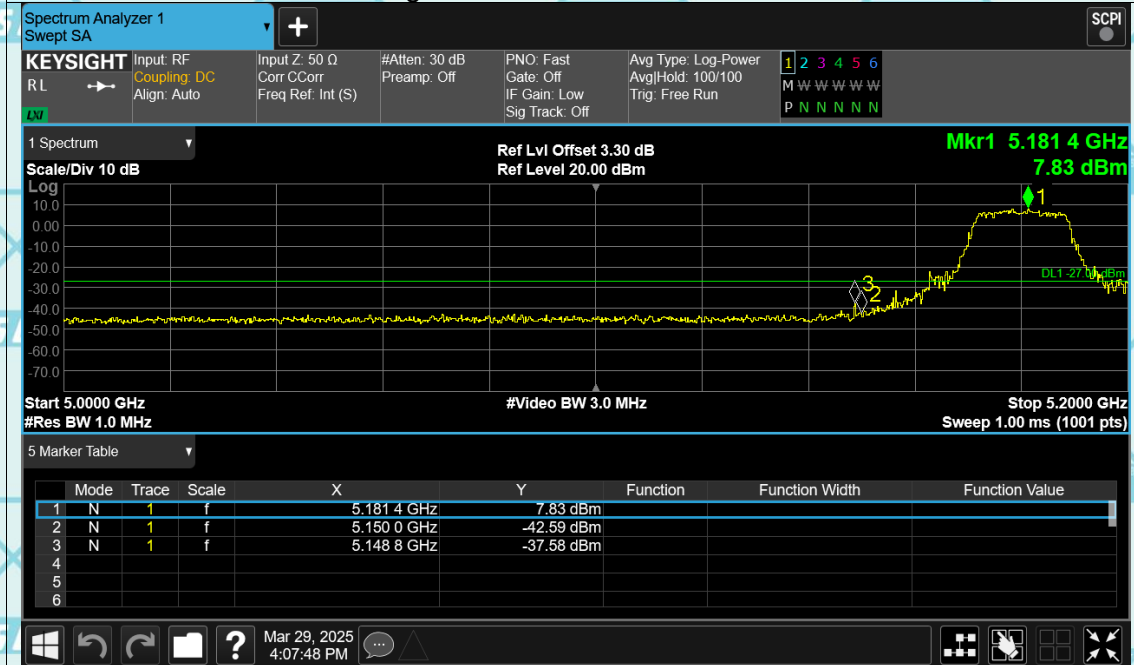 Spectrum Analyzer 1
Swept SA
+
SCPI
KEYSIGHT
RL
LXI
Input: RF
Coupling: DC
Align: Auto
Input Z: 50 Ω
Corr CCorr
Freq Ref: Int (S)
#Atten: 30 dB
Preamp: Off
PNO: Fast
Gate: Off
IF Gain: Low
Sig Track: Off
Avg Type: Log-Power
Avg|Hold: 100/100
Trig: Free Run
1 2 3 4 5 6
M W W W W W
P N N N N N
1 Spectrum
Scale/Div 10 dB
Ref Lvl Offset 3.30 dB
Ref Level 20.00 dBm
Mkr1 5.181 4 GHz
7.83 dBm
Log
10.0
0.00
-10.0
-20.0
-30.0
-40.0
-50.0
-60.0
-70.0
1
3
2
DL1 -27.00 dBm
Start 5.0000 GHz
#Video BW 3.0 MHz
Stop 5.2000 GHz
#Res BW 1.0 MHz
Sweep 1.00 ms (1001 pts)
5 Marker Table
Mode Trace Scale X Y Function Function Width Function Value
1 N 1 f 5.181 4 GHz 7.83 dBm
2 N 1 f 5.150 0 GHz -42.59 dBm
3 N 1 f 5.148 8 GHz -37.58 dBm
4
5
6
?
Mar 29, 2025
4:07:48 PM